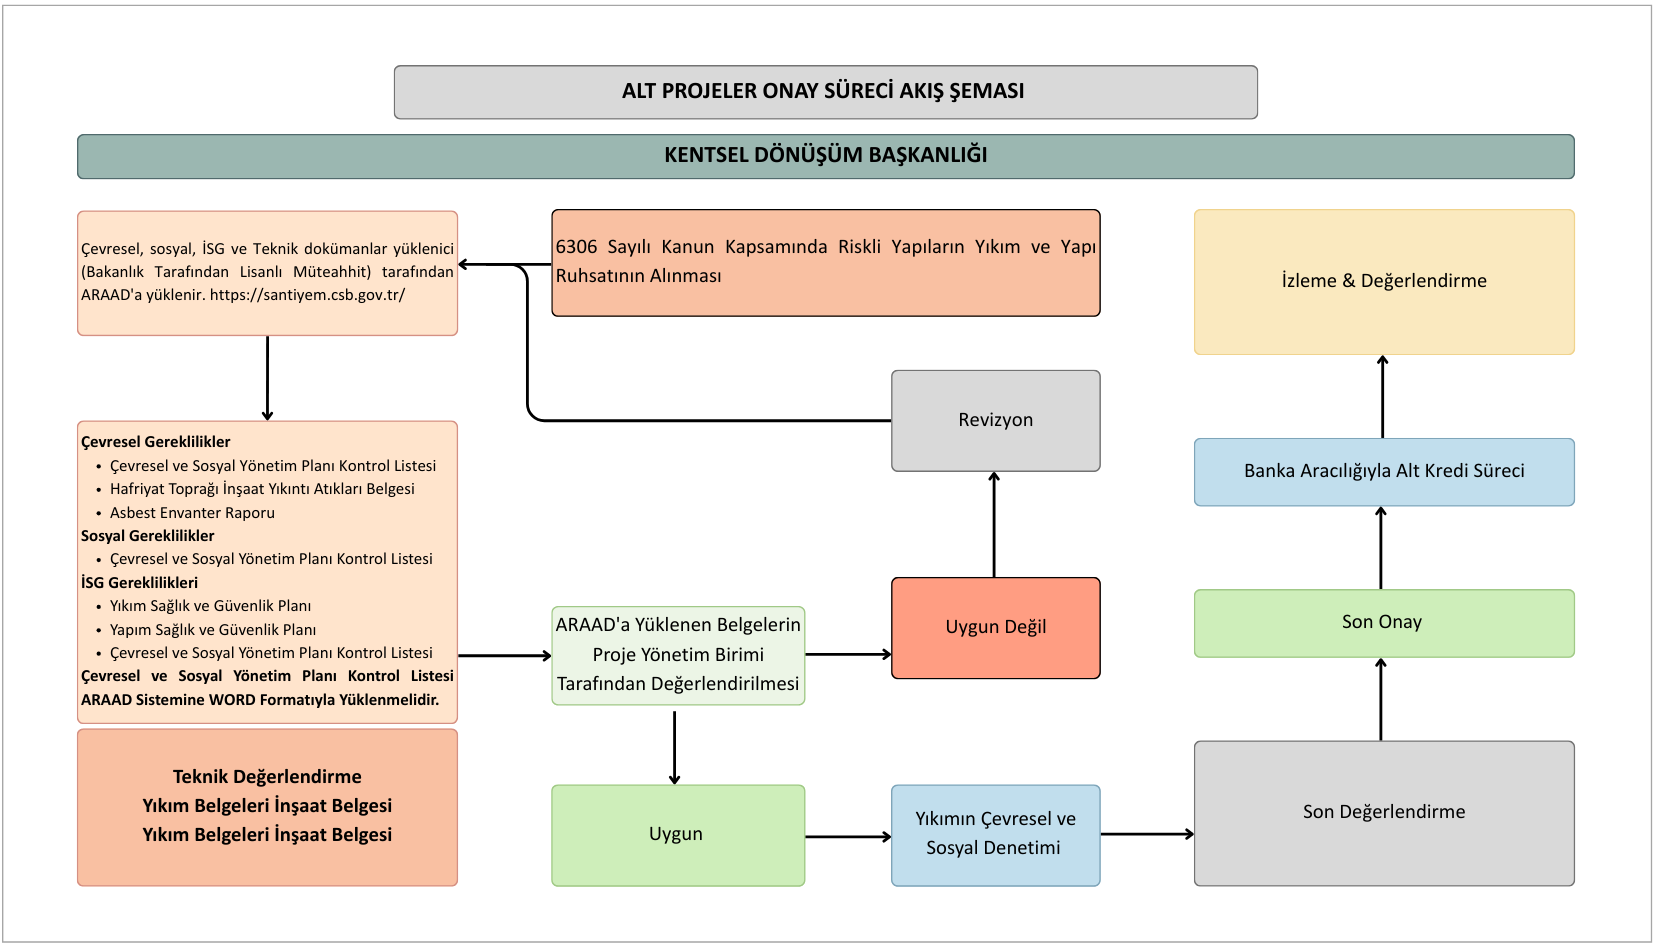 ALT PROJELER ONAY SÜRECİ AKIŞ ŞEMASI
KENTSEL DÖNÜŞÜM BAŞKANLIĞI
Çevresel, sosyal, İSG ve Teknik dokümanlar yüklenici
(Bakanlık Tarafından Lisanlı Müteahhit) tarafından
ARAAD'a yüklenir. https://santiyem.csb.gov.tr/
6306 Sayılı Kanun Kapsamında Riskli Yapıların Yıkım ve Yapı
Ruhsatının Alınması
İzleme & Değerlendirme
Revizyon
Banka Aracılığıyla Alt Kredi Süreci
Çevresel Gereklilikler
• Çevresel ve Sosyal Yönetim Planı Kontrol Listesi
• Hafriyat Toprağı İnşaat Yıkıntı Atıkları Belgesi
• Asbest Envanter Raporu
Sosyal Gereklilikler
• Çevresel ve Sosyal Yönetim Planı Kontrol Listesi
İSG Gereklilikleri
• Yıkım Sağlık ve Güvenlik Planı
• Yapım Sağlık ve Güvenlik Planı
• Çevresel ve Sosyal Yönetim Planı Kontrol Listesi
Çevresel ve Sosyal Yönetim Planı Kontrol Listesi
ARAAD Sistemine WORD Formatıyla Yüklenmelidir.
ARAAD'a Yüklenen Belgelerin
Proje Yönetim Birimi
Tarafından Değerlendirilmesi
Uygun Değil
Son Onay
Teknik Değerlendirme
Yıkım Belgeleri İnşaat Belgesi
Yıkım Belgeleri İnşaat Belgesi
Uygun
Yıkımın Çevresel ve
Sosyal Denetimi
Son Değerlendirme